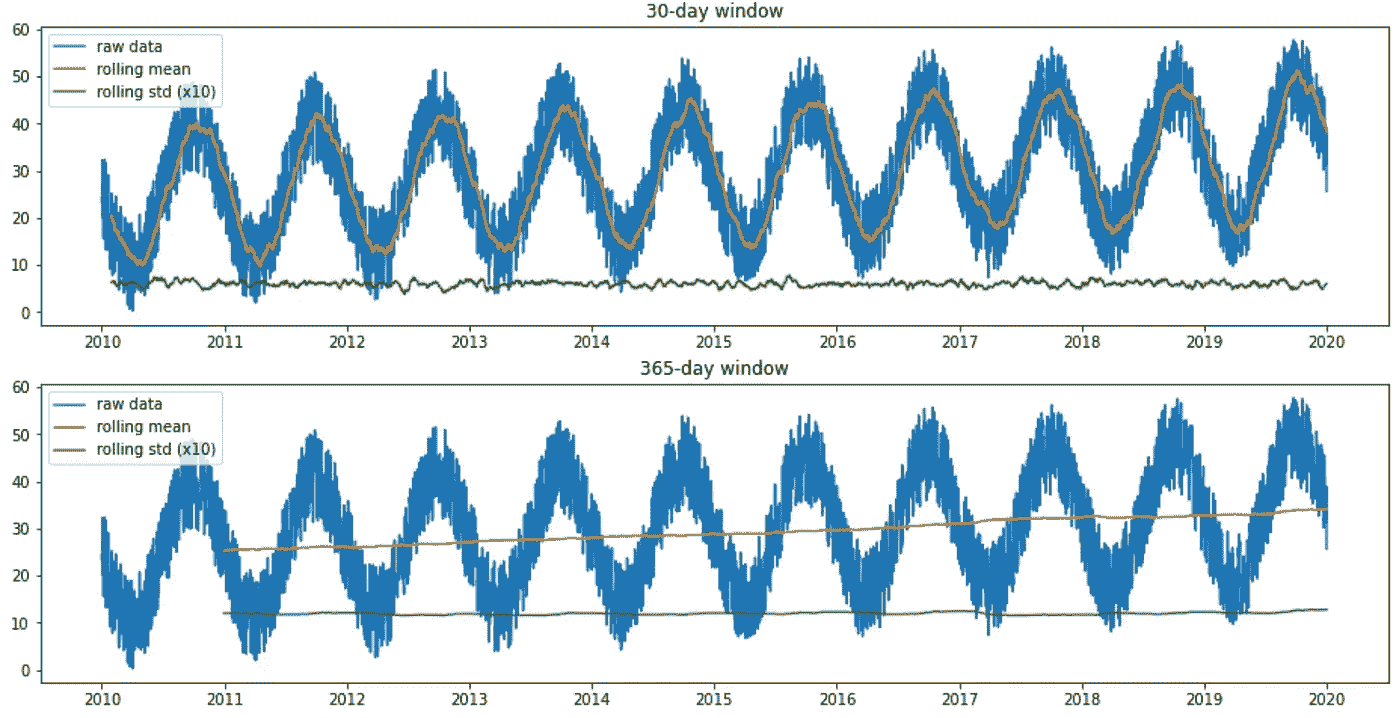 30-day window
60
50
40
30
20
10
0
raw data
rolling mean
rolling std (x10)
2010 2011 2012 2013 2014 2015 2016 2017 2018 2019 2020
365-day window
60
50
40
30
20
10
0
raw data
rolling mean
rolling std (x10)
2010 2011 2012 2013 2014 2015 2016 2017 2018 2019 2020